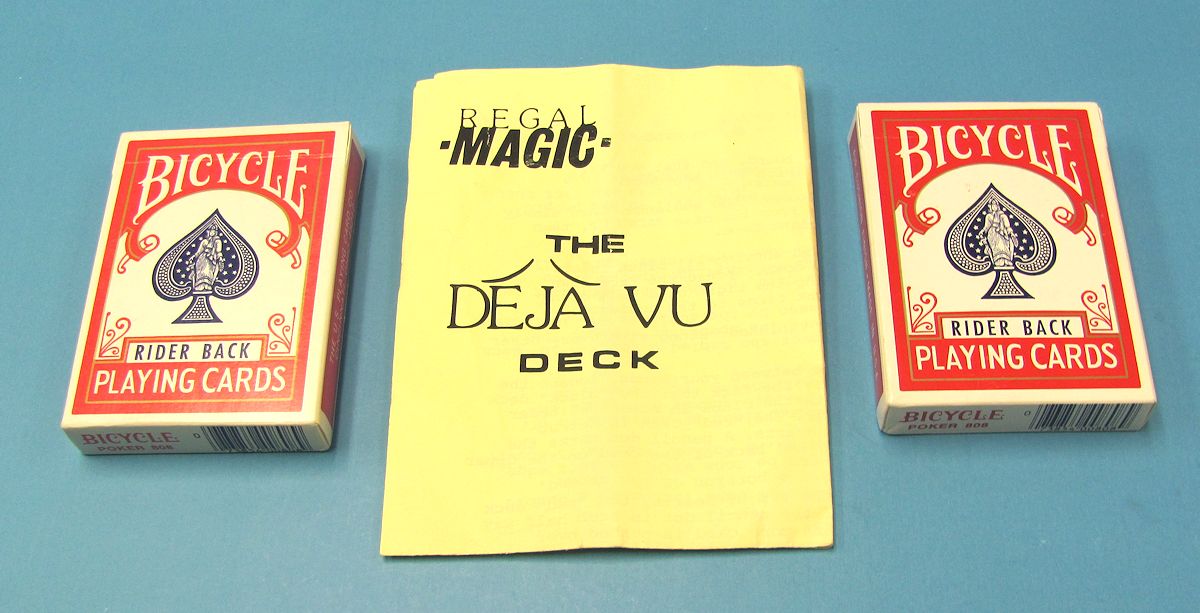 BICYCLE
RIDER BACK
PLAYING CARDS
BICYCLE
POKER 808
REGAL
-MAGIC-
THE
DÉJÀ VU
DECK
BICYCLE
RIDER BACK
PLAYING CARDS
BICYCLE
POKER 808